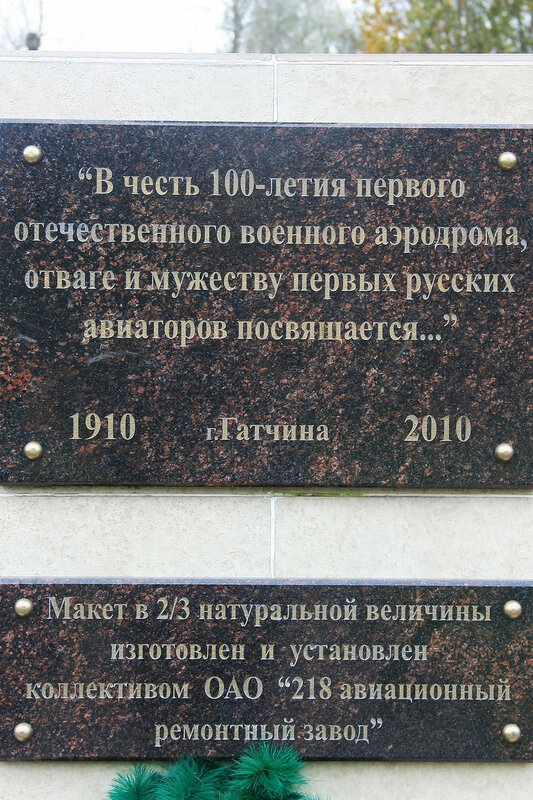 “В честь 100-летия первого
отечественного военного аэродрома,
отваге и мужеству первых русских
авиаторов посвящается...”
1910 г.Гатчина 2010
Макет в 2/3 натуральной величины
изготовлен и установлен
коллективом ОАО “218 авиационный
ремонтный завод”